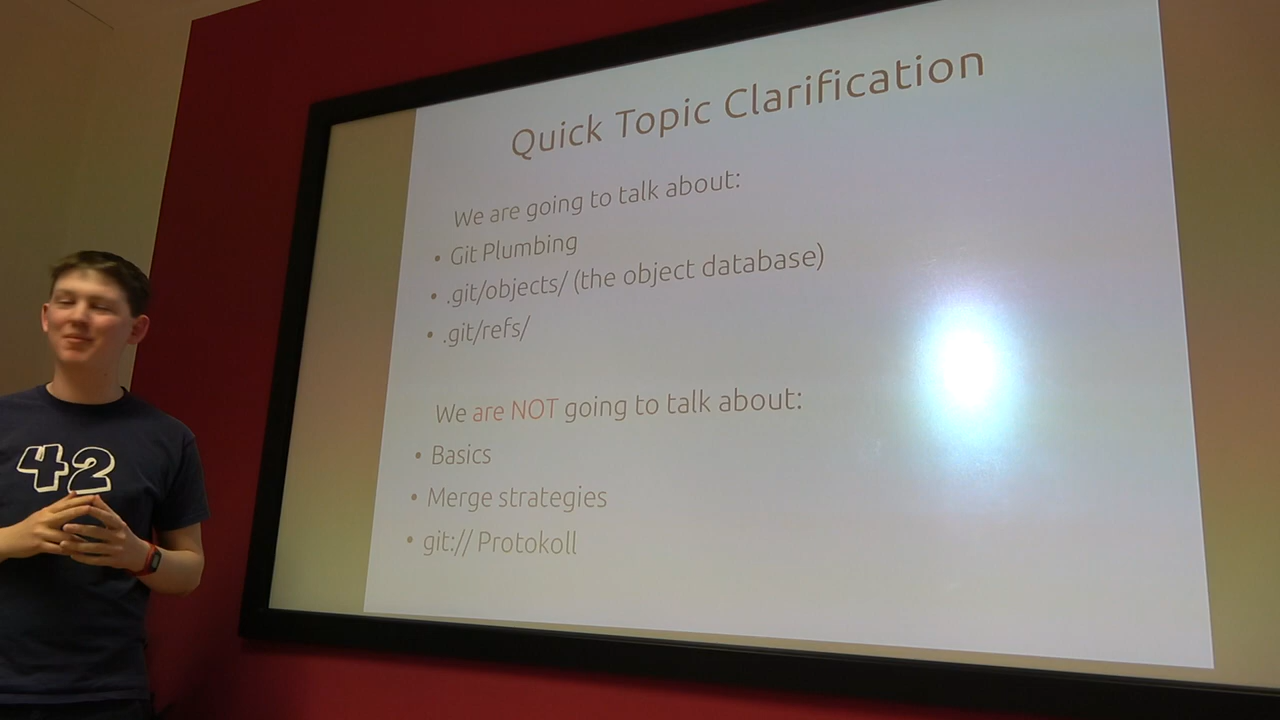 Quick Topic Clarification
We are going to talk about:
• Git Plumbing
• .git/objects/ (the object database)
• .git/refs/
We are NOT going to talk about:
• Basics
• Merge strategies
• git:// Protokoll
42